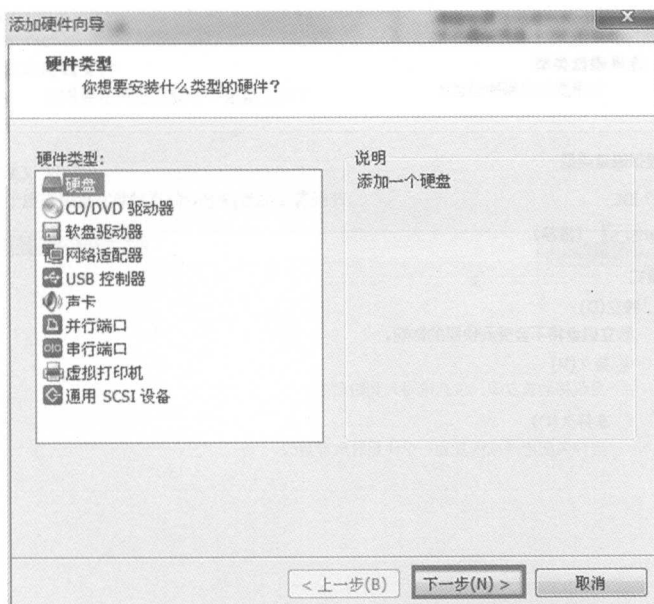 添加硬件向导
硬件类型
你想要安装什么类型的硬件?
硬件类型:
硬盘
CD/DVD 驱动器
软盘驱动器
网络适配器
USB 控制器
声卡
并行端口
串行端口
虚拟打印机
通用 SCSI 设备
说明
添加一个硬盘
< 上一步(B)
下一步(N) >
取消